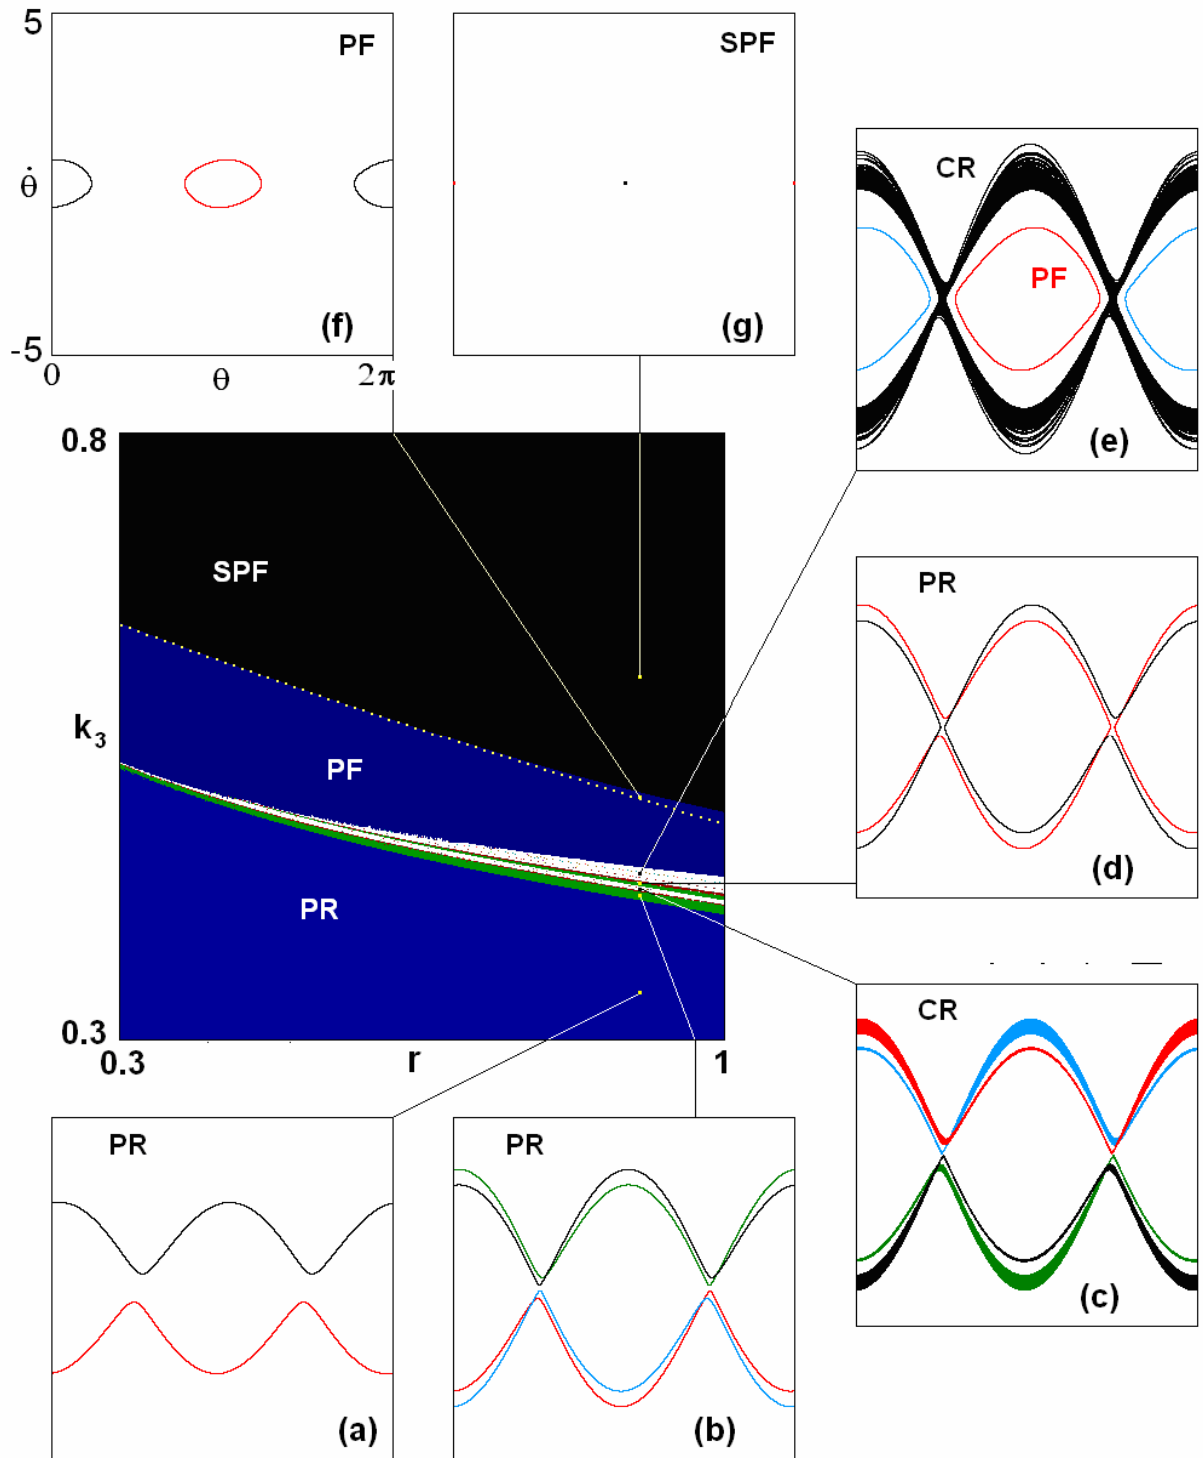 5
PF
SPF
θ̇
(f)
(g)
-5
0
θ
2π
CR
PF
(e)
0.8
SPF
k3
PF
PR
0.3
0.3
r
1
PR
(d)
CR
(c)
PR
(a)
PR
(b)